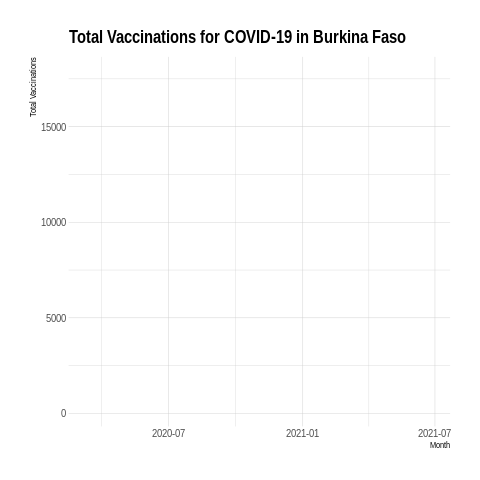 Total Vaccinations for COVID-19 in Burkina Faso
Total Vaccinations
15000
10000
5000
0
2020-07 2021-01 2021-07
Month